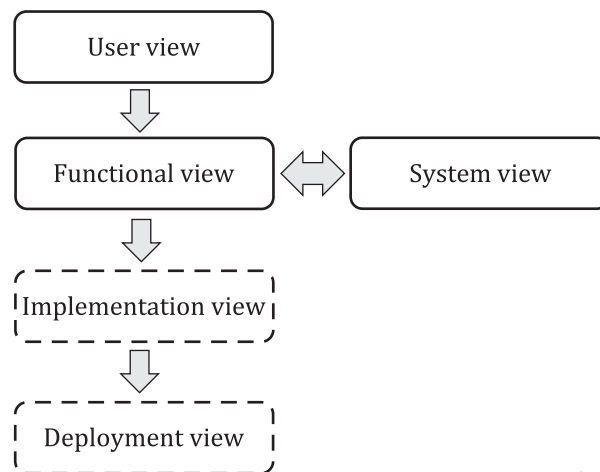 User view
Functional view
System view
Implementation view
Deployment view